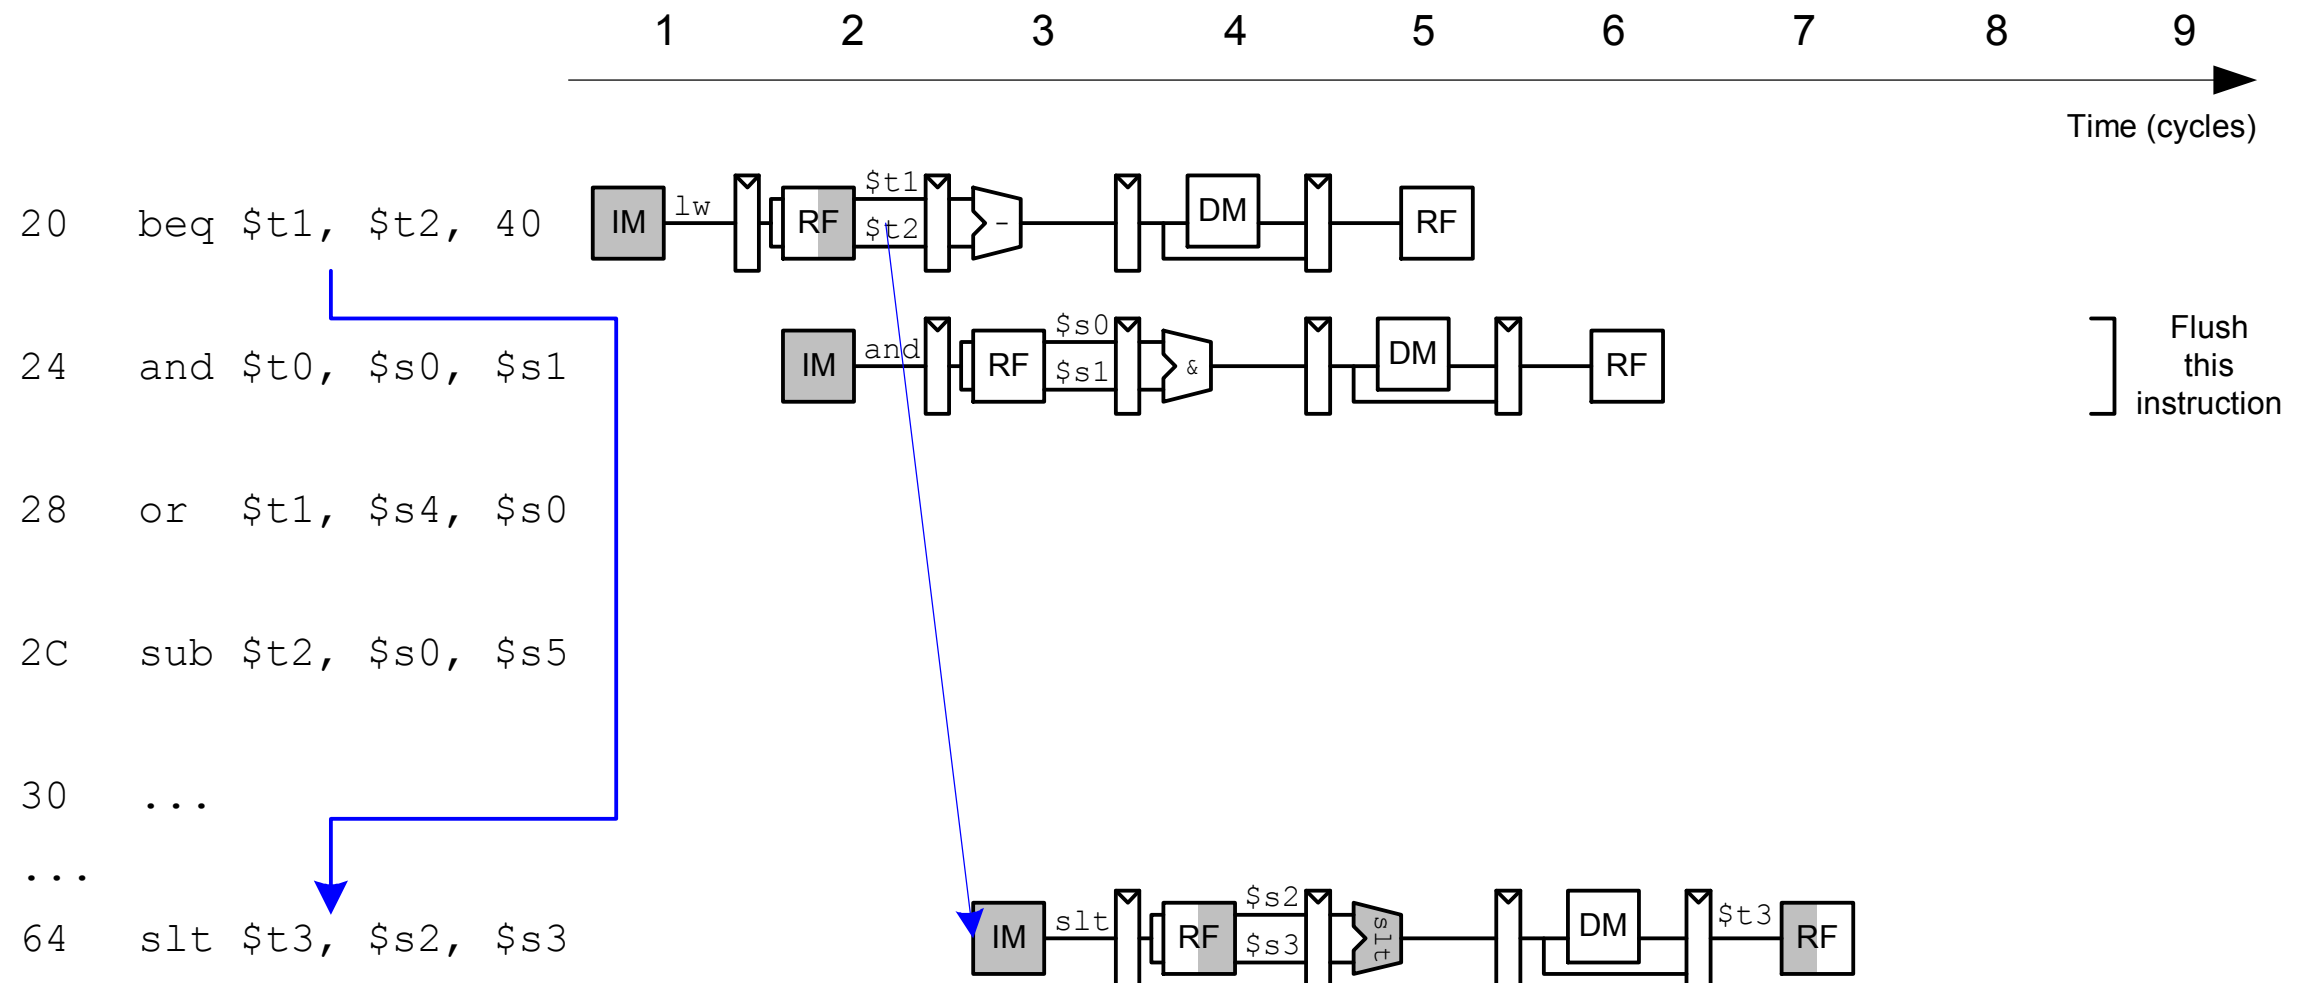 1 2 3 4 5 6 7 8 9
Time (cycles)
20 beq $t1, $t2, 40 IM lw RF $t1 $t2 - DM RF
24 and $t0, $s0, $s1 IM and RF $s0 $s1 & DM RF
Flush
this
instruction
28 or $t1, $s4, $s0
2C sub $t2, $s0, $s5
30 ...
...
64 slt $t3, $s2, $s3 IM slt RF $s2 $s3 slt DM $t3 RF